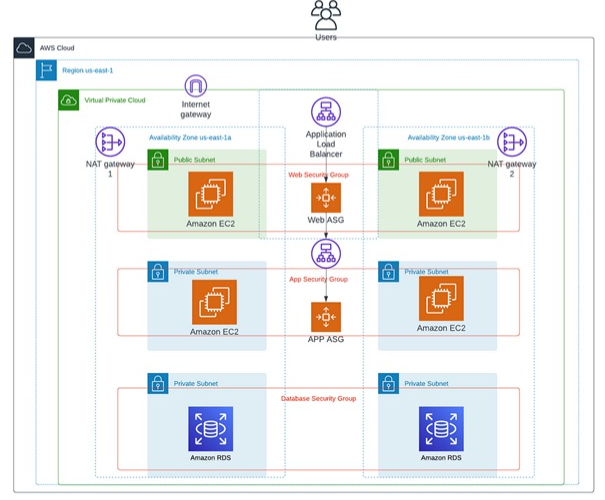 Users
AWS Cloud
Region us-east-1
Virtual Private Cloud
Internet
gateway
Application
Load
Balancer
Availability Zone us-east-1a
Availability Zone us-east-1b
NAT gateway
1
Public Subnet
Public Subnet
NAT gateway
2
Web Security Group
Amazon EC2
Web ASG
Amazon EC2
Private Subnet
App Security Group
Private Subnet
Amazon EC2
APP ASG
Amazon EC2
Private Subnet
Private Subnet
Database Security Group
Amazon RDS
Amazon RDS